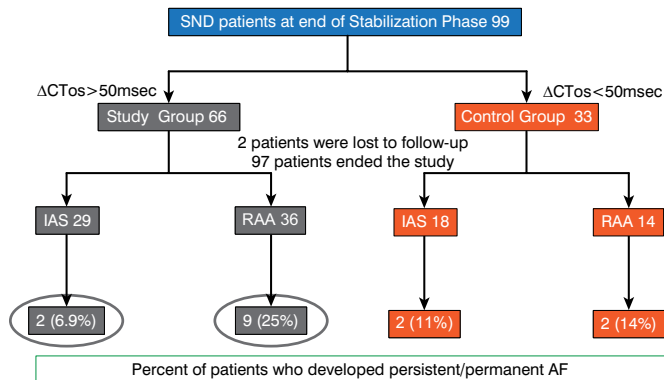 SND patients at end of Stabilization Phase 99
ΔCTos>50msec
ΔCTos<50msec
Study Group 66
Control Group 33
2 patients were lost to follow-up
97 patients ended the study
IAS 29
RAA 36
IAS 18
RAA 14
2 (6.9%)
9 (25%)
2 (11%)
2 (14%)
Percent of patients who developed persistent/permanent AF